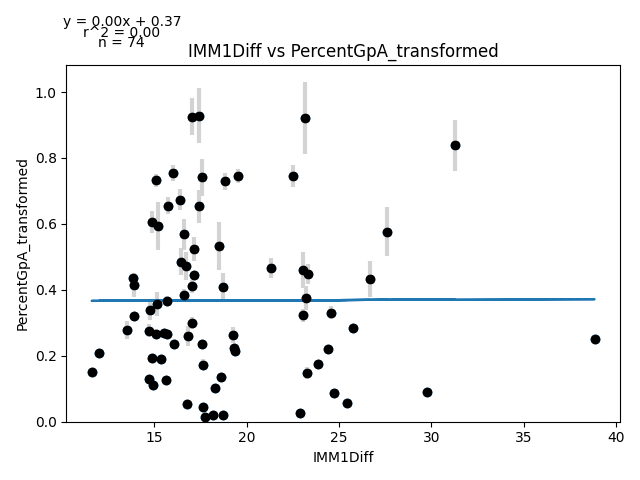 y = 0.00x + 0.37
r^2 = 0.00
n = 74
IMM1Diff vs PercentGpA_transformed
1.0
0.8
0.6
0.4
0.2
0.0
PercentGpA_transformed
15 20 25 30 35 40
IMM1Diff